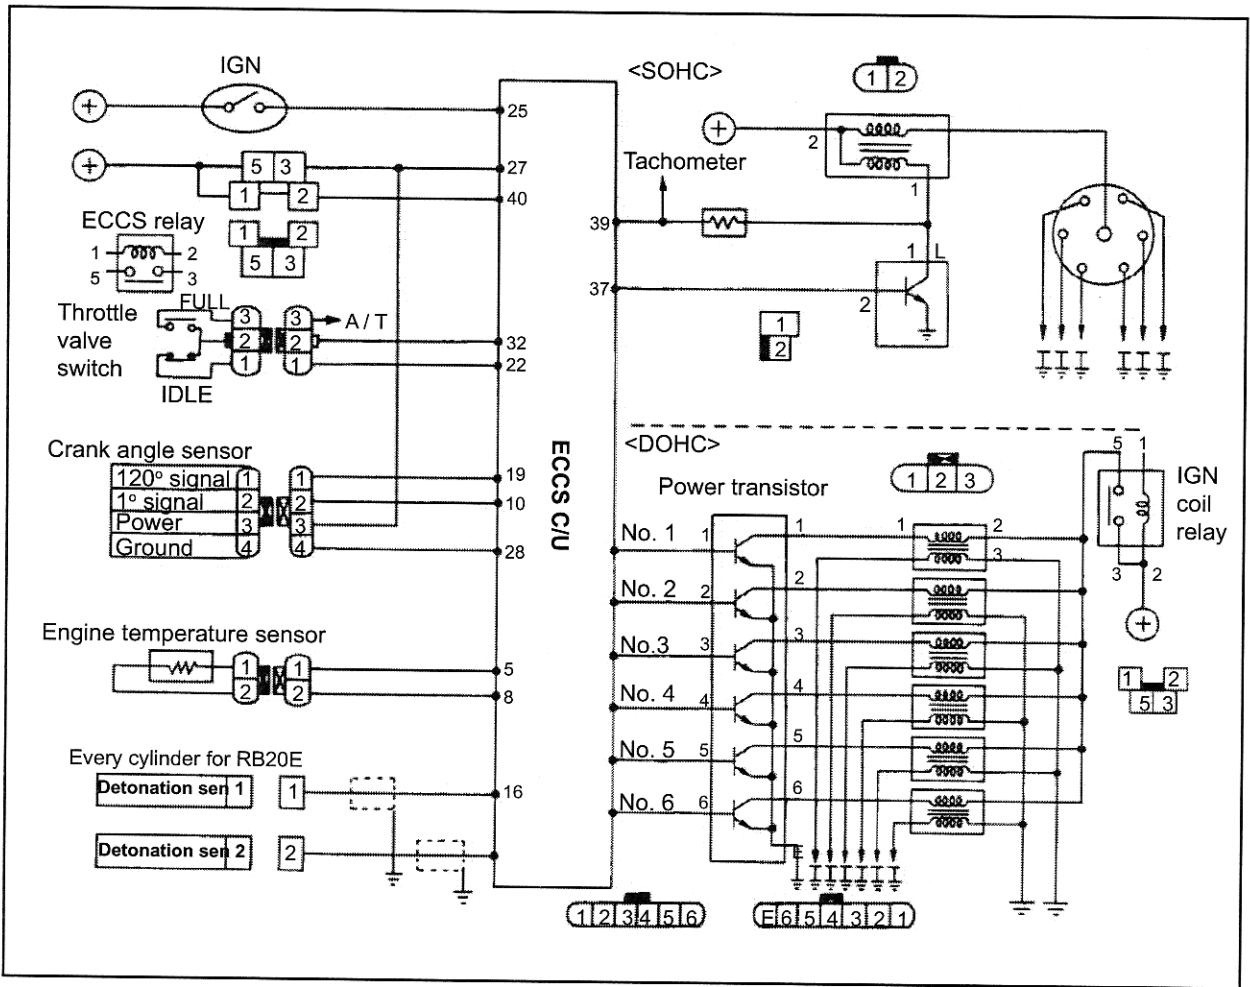 IGN
25
5 3
27
1 2
40
ECCS relay
1 2
5 3
1 2
5 3
Throttle
valve
switch
FULL
IDLE
3 3 A / T
2 2 32
1 1 22
Crank angle sensor
120º signal 1 1 19
1º signal 2 2 10
Power 3 3
Ground 4 4 28
Engine temperature sensor
1 1 5
2 2 8
Every cylinder for RB20E
Detonation sen 1 1 16
Detonation sen 2 2
ECCS C/U
<SOHC>
1 2
2
1
Tachometer
39
1 L
37
2
1
2
<DOHC>
1 2 3
Power transistor
5 1
IGN
coil
relay
3 2
1 2
5 3
No. 1 1 1 1 2
3
No. 2 2 2
No.3 3 3
No. 4 4 4
No. 5 5 5
No. 6 6 6
E
1 2 3 4 5 6
E 6 5 4 3 2 1